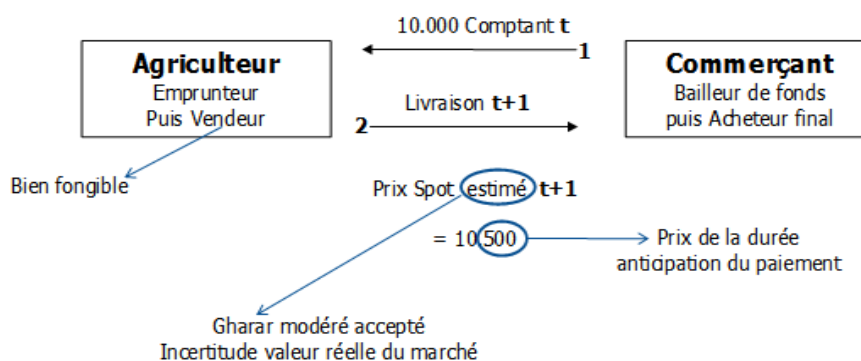 10.000 Comptant t
1
Agriculteur
Emprunteur
Puis Vendeur
Commerçant
Bailleur de fonds
puis Acheteur final
Livraison t+1
2
Bien fongible
Prix Spot estimé t+1
= 10.500
Prix de la durée
anticipation du paiement
Gharar modéré accepté
Incertitude valeur réelle du marché